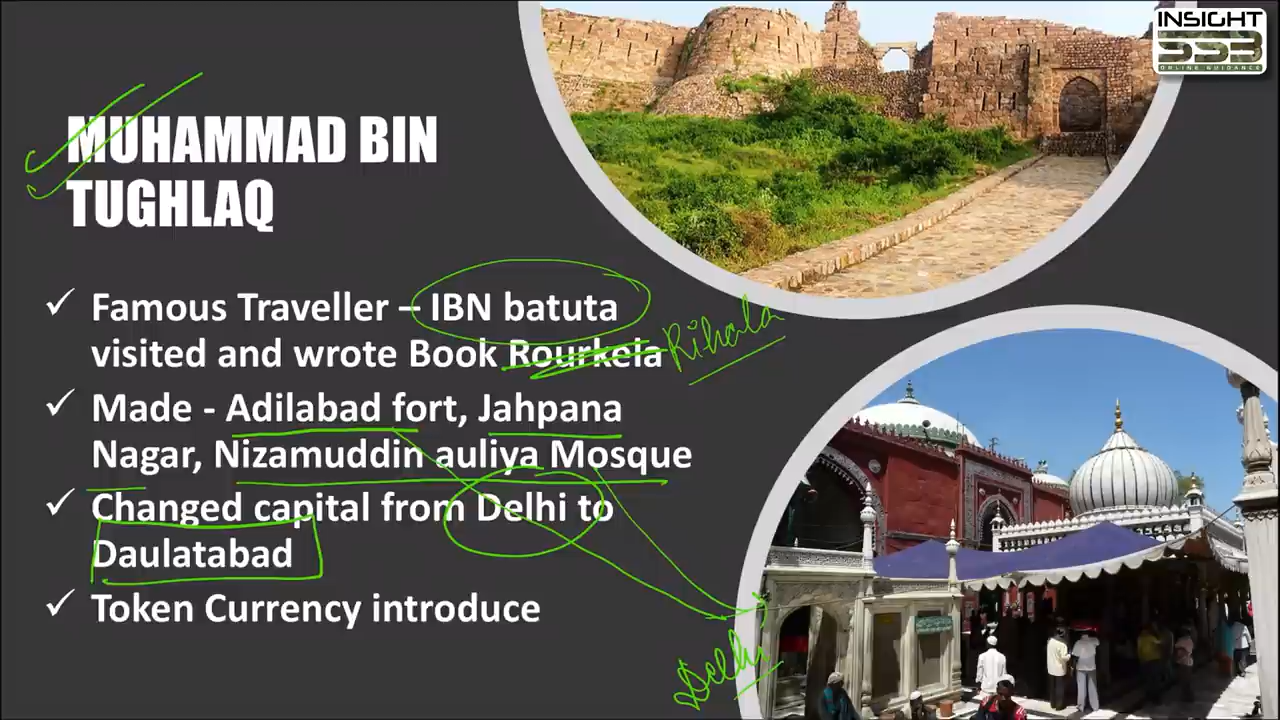 INSIGHT
SSB
ONLINE GUIDANCE
MUHAMMAD BIN
TUGHLAQ
✓ Famous Traveller – IBN batuta
visited and wrote Book Rourkela Rihala
✓ Made - Adilabad fort, Jahpana
Nagar, Nizamuddin auliya Mosque
✓ Changed capital from Delhi to
Daulatabad
✓ Token Currency introduce
Delhi